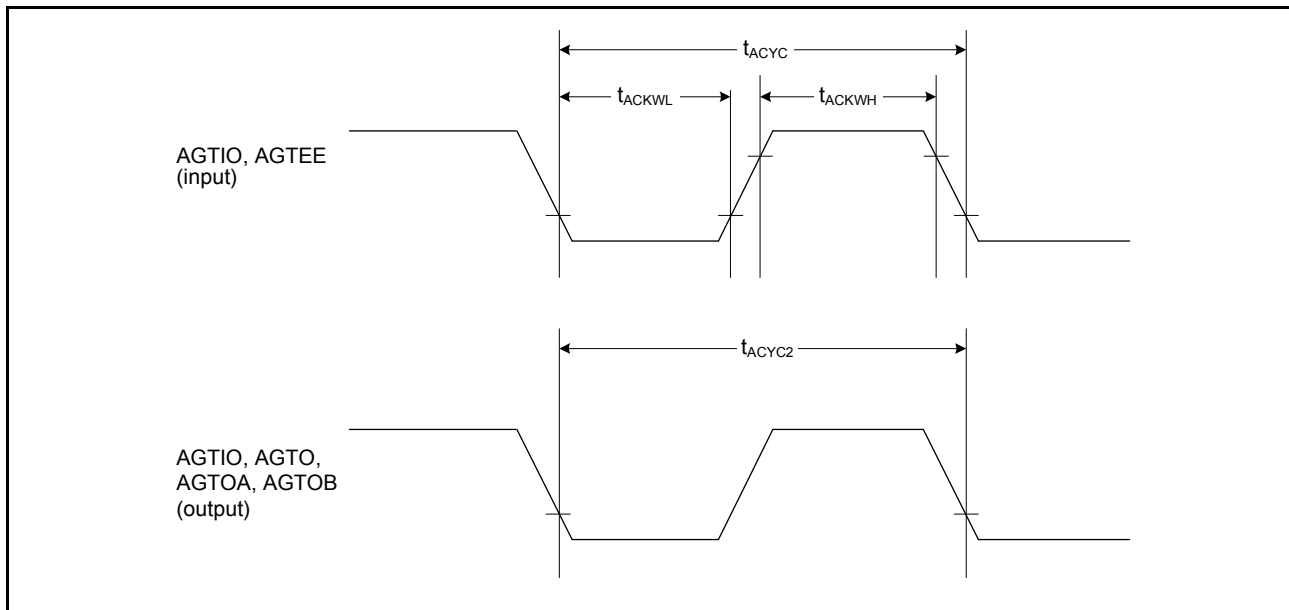 tACYC
tACKWL
tACKWH
AGTIO, AGTEE
(input)
tACYC2
AGTIO, AGTO,
AGTOA, AGTOB
(output)